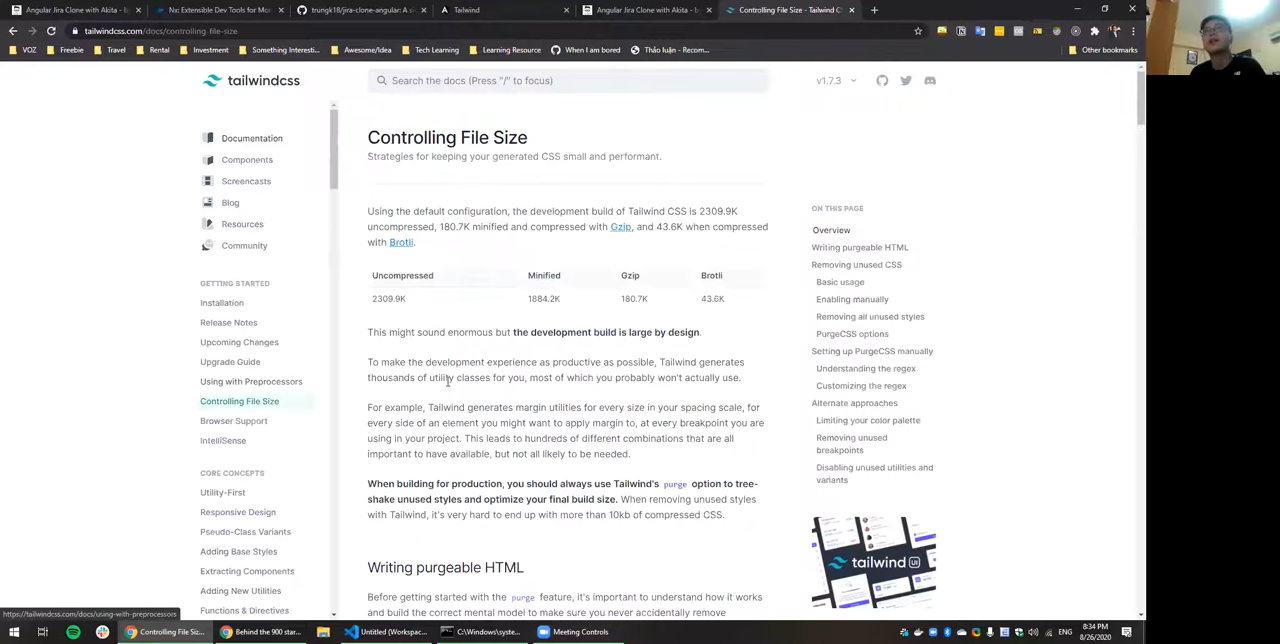 Angular Jira Clone with Akita - by
Nx: Extensible Dev Tools for Mon
trungk18/jira-clone-angular: A si
Tailwind
Angular Jira Clone with Akita - b
Controlling File Size - Tailwind C
tailwindcss.com/docs/controlling-file-size
VOZ
Freebie
Travel
Rental
Investment
Something Interesti...
Awesome/Idea
Tech Learning
Learning Resource
When I am bored
Thảo luận - Recom...
Other bookmarks
tailwindcss
Search the docs (Press "/" to focus)
v1.7.3
Documentation
Components
Screencasts
Blog
Resources
Community
GETTING STARTED
Installation
Release Notes
Upcoming Changes
Upgrade Guide
Using with Preprocessors
Controlling File Size
Browser Support
IntelliSense
CORE CONCEPTS
Utility-First
Responsive Design
Pseudo-Class Variants
Adding Base Styles
Extracting Components
Adding New Utilities
Functions & Directives
Controlling File Size
Strategies for keeping your generated CSS small and performant.
Using the default configuration, the development build of Tailwind CSS is 2309.9K
uncompressed, 180.7K minified and compressed with Gzip, and 43.6K when compressed
with Brotli.
Uncompressed Minified Gzip Brotli
2309.9K 1884.2K 180.7K 43.6K
This might sound enormous but the development build is large by design.
To make the development experience as productive as possible, Tailwind generates
thousands of utility classes for you, most of which you probably won't actually use.
For example, Tailwind generates margin utilities for every size in your spacing scale, for
every side of an element you might want to apply margin to, at every breakpoint you are
using in your project. This leads to hundreds of different combinations that are all
important to have available, but not all likely to be needed.
When building for production, you should always use Tailwind's purge option to tree-
shake unused styles and optimize your final build size. When removing unused styles
with Tailwind, it's very hard to end up with more than 10kb of compressed CSS.
Writing purgeable HTML
Before getting started with the purge feature, it's important to understand how it works
and build the correct mental model to make sure you never accidentally remove
ON THIS PAGE
Overview
Writing purgeable HTML
Removing unused CSS
Basic usage
Enabling manually
Removing all unused styles
PurgeCSS options
Setting up PurgeCSS manually
Understanding the regex
Customizing the regex
Alternate approaches
Limiting your color palette
Removing unused
breakpoints
Disabling unused utilities and
variants
tailwind UI
https://tailwindcss.com/docs/using-with-preprocessors
Controlling File Siz...
Behind the 900 star...
Untitled (Workspac...
C:\Windows\syste...
Meeting Controls
ENG
8:34 PM
8/26/2020